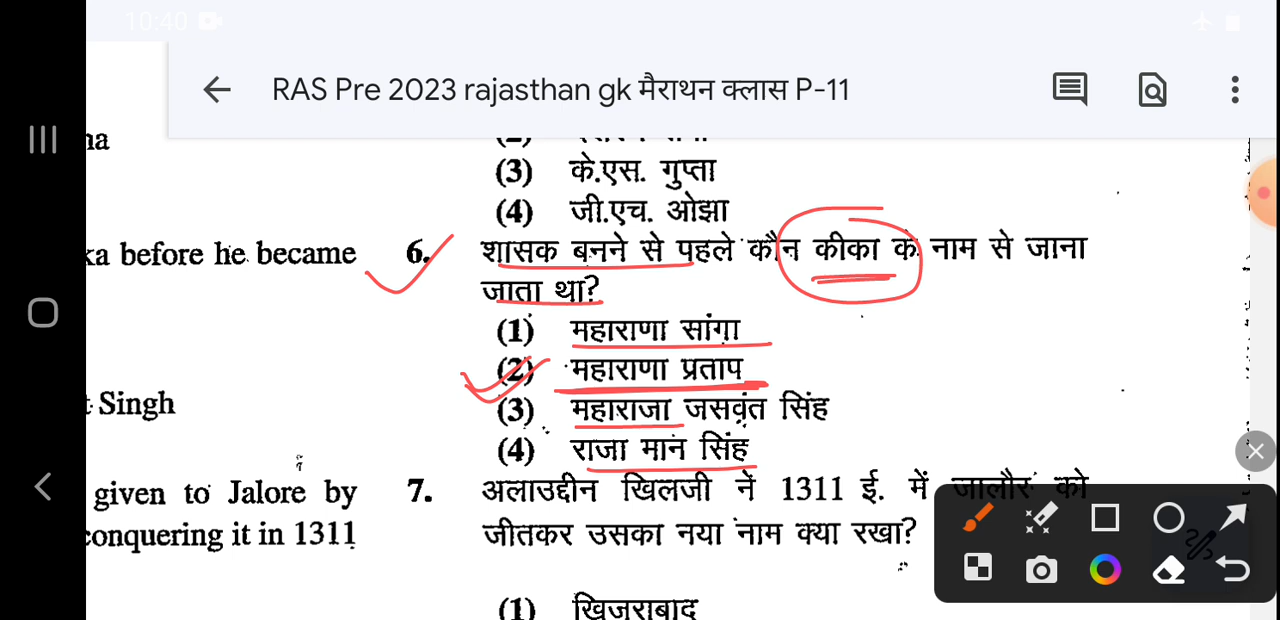 10:40
RAS Pre 2023 rajasthan gk मैराथन क्लास P-11
na
(3) के.एस. गुप्ता
(4) जी.एच. ओझा
ka before he became
6. शासक बनने से पहले कौन कीका के नाम से जाना
जाता था?
(1) महाराणा सांगा
(2) महाराणा प्रताप
t Singh
(3) महाराजा जसवंत सिंह
(4) राजा मान सिंह
given to Jalore by
conquering it in 1311
7. अलाउद्दीन खिलजी नें 1311 ई. में जालौर को
जीतकर उसका नया नाम क्या रखा?
(1) खिजराबाद